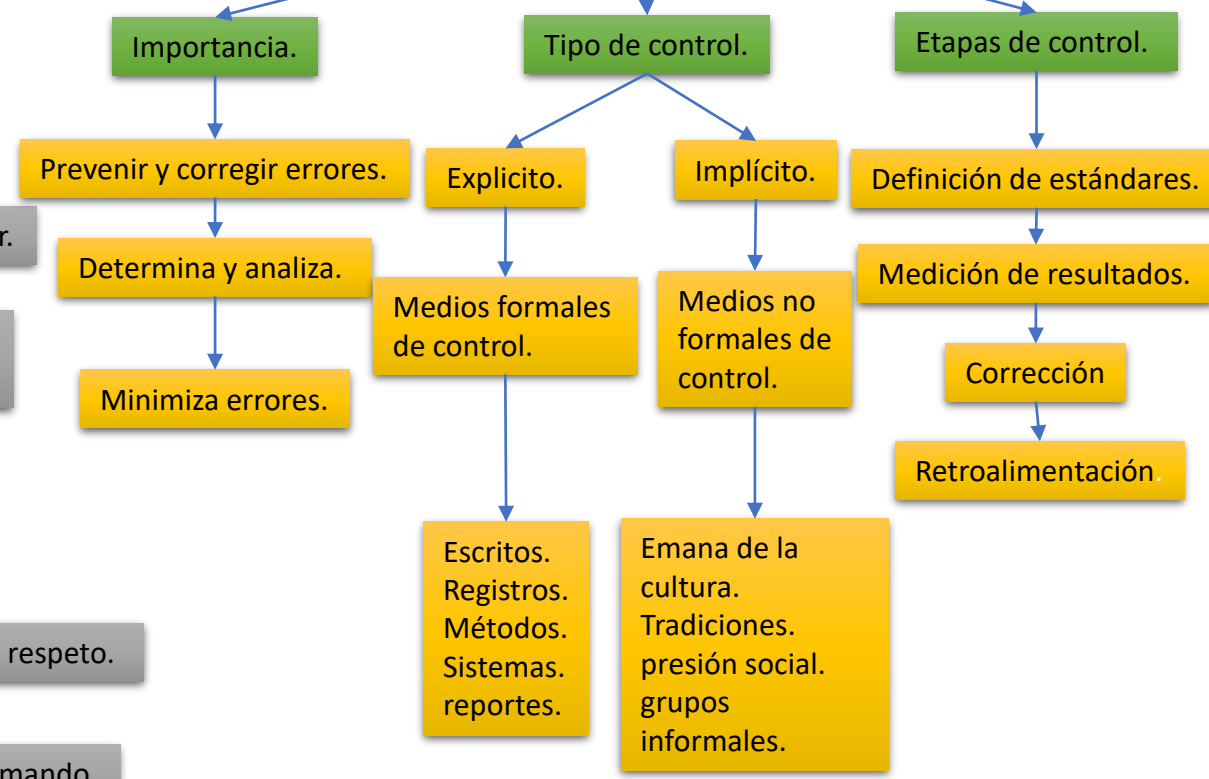 Importancia.
Tipo de control.
Etapas de control.
Prevenir y corregir errores.
Explicito.
Implícito.
Definición de estándares.
Determina y analiza.
Medios formales
de control.
Medios no
formales de
control.
Medición de resultados.
Minimiza errores.
Corrección
Retroalimentación.
Escritos.
Registros.
Métodos.
Sistemas.
reportes.
Emana de la
cultura.
Tradiciones.
presión social.
grupos
informales.
r.
respeto.
mando